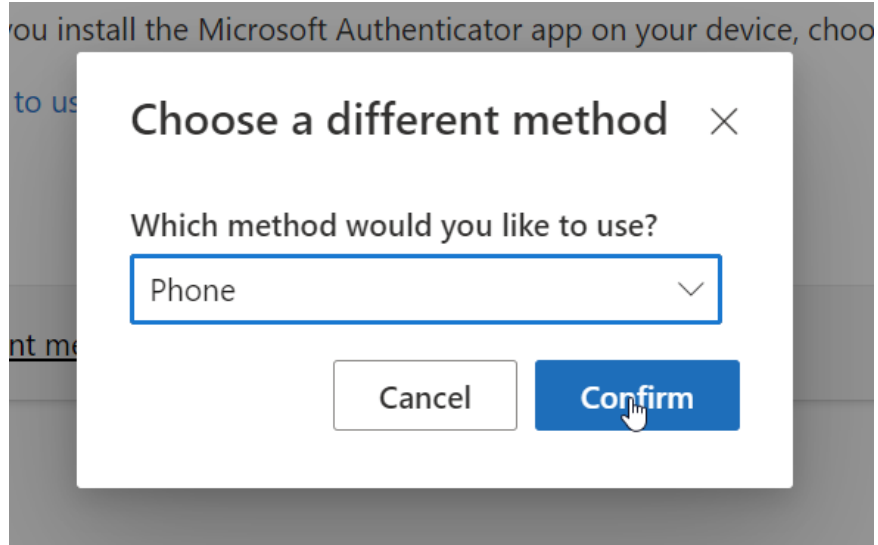 you install the Microsoft Authenticator app on your device, choo
to us
Choose a different method
Which method would you like to use?
Phone
nt me
Cancel
Confirm